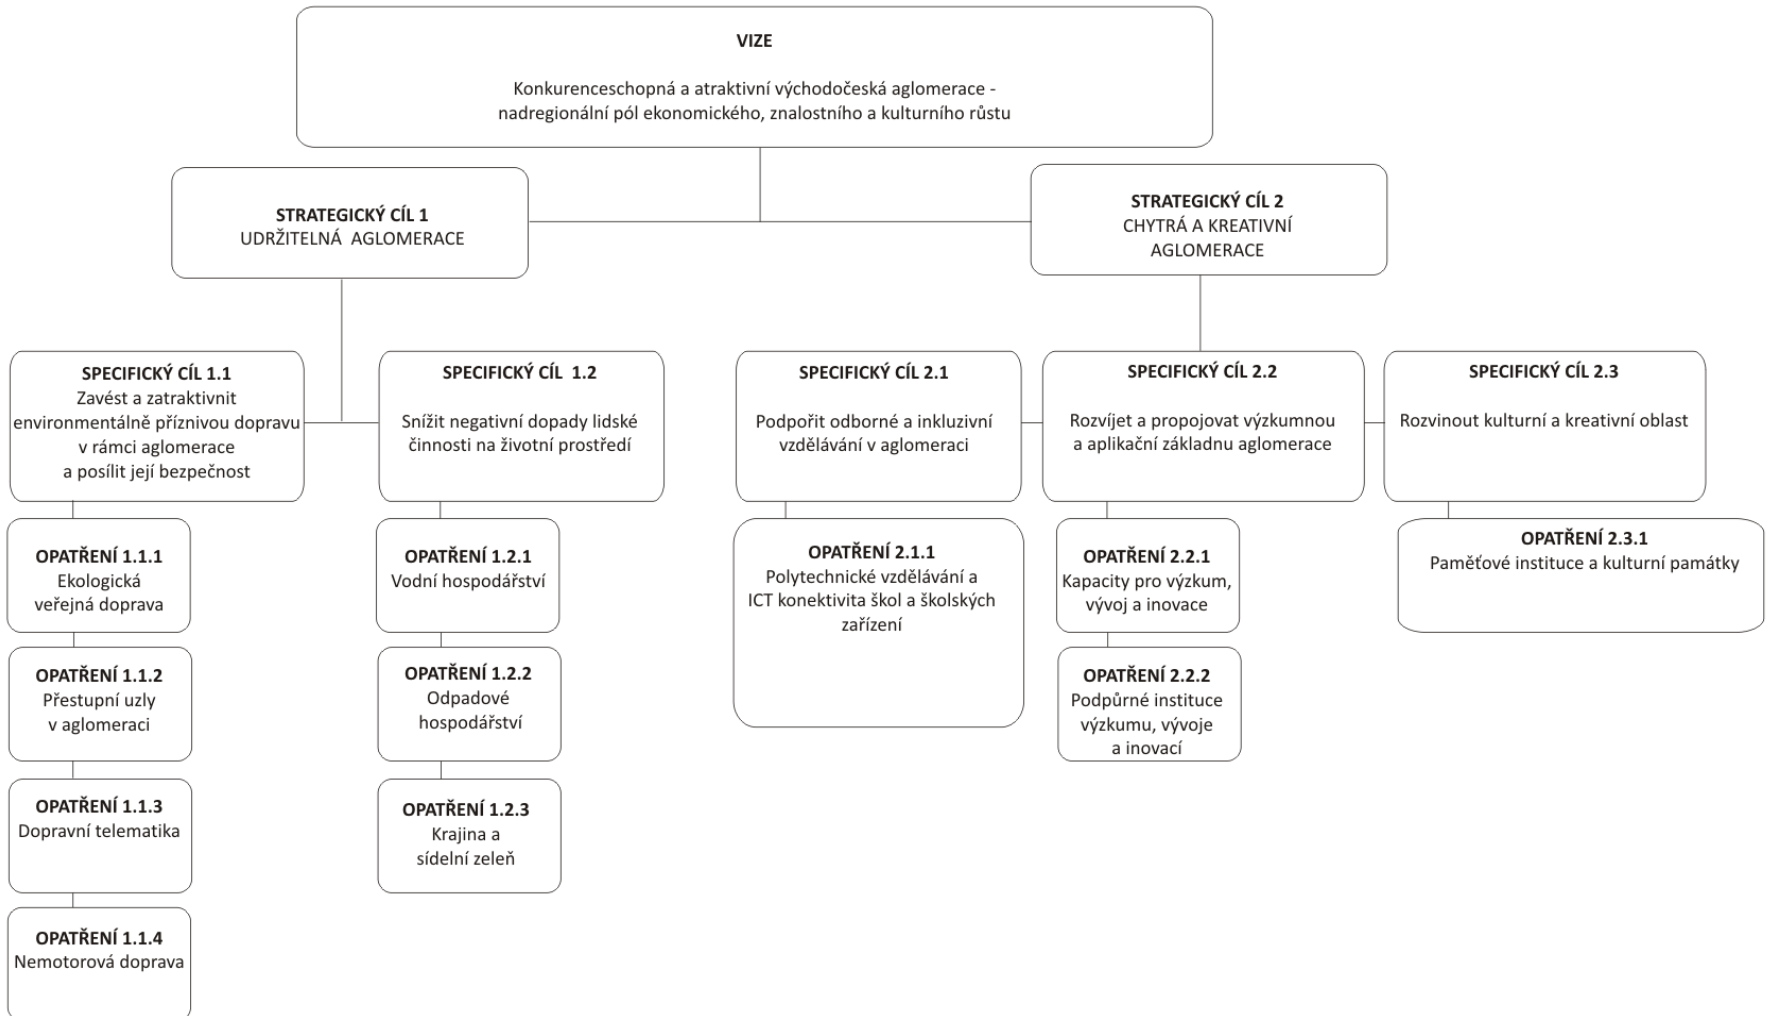 VIZE
Konkurenceschopná a atraktivní východočeská aglomerace -
nadregionální pól ekonomického, znalostního a kulturního růstu
STRATEGICKÝ CÍL 1
UDRŽITELNÁ AGLOMERACE
STRATEGICKÝ CÍL 2
CHYTRÁ A KREATIVNÍ
AGLOMERACE
SPECIFICKÝ CÍL 1.1
Zavést a zatraktivnit
environmentálně příznivou dopravu
v rámci aglomerace
a posílit její bezpečnost
SPECIFICKÝ CÍL 1.2
Snížit negativní dopady lidské
činnosti na životní prostředí
SPECIFICKÝ CÍL 2.1
Podpořit odborné a inkluzivní
vzdělávání v aglomeraci
SPECIFICKÝ CÍL 2.2
Rozvíjet a propojovat výzkumnou
a aplikační základnu aglomerace
SPECIFICKÝ CÍL 2.3
Rozvinout kulturní a kreativní oblast
OPATŘENÍ 1.1.1
Ekologická
veřejná doprava
OPATŘENÍ 1.1.2
Přestupní uzly
v aglomeraci
OPATŘENÍ 1.1.3
Dopravní telematika
OPATŘENÍ 1.1.4
Nemotorová doprava
OPATŘENÍ 1.2.1
Vodní hospodářství
OPATŘENÍ 1.2.2
Odpadové
hospodářství
OPATŘENÍ 1.2.3
Krajina a
sídelní zeleň
OPATŘENÍ 2.1.1
Polytechnické vzdělávání a
ICT konektivita škol a školských
zařízení
OPATŘENÍ 2.2.1
Kapacity pro výzkum,
vývoj a inovace
OPATŘENÍ 2.2.2
Podpůrné instituce
výzkumu, vývoje
a inovací
OPATŘENÍ 2.3.1
Paměťové instituce a kulturní památky